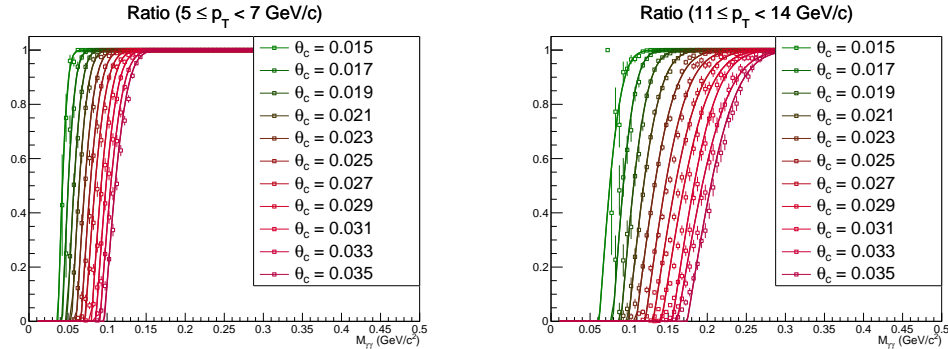 Ratio (5 ≤ p_T < 7 GeV/c)
1
0.8
0.6
0.4
0.2
0
0 0.05 0.1 0.15 0.2 0.25 0.3 0.35 0.4 0.45 0.5
M_γγ (GeV/c²)
θ_c = 0.015
θ_c = 0.017
θ_c = 0.019
θ_c = 0.021
θ_c = 0.023
θ_c = 0.025
θ_c = 0.027
θ_c = 0.029
θ_c = 0.031
θ_c = 0.033
θ_c = 0.035
Ratio (11 ≤ p_T < 14 GeV/c)
1
0.8
0.6
0.4
0.2
0
0 0.05 0.1 0.15 0.2 0.25 0.3 0.35 0.4 0.45 0.5
M_γγ (GeV/c²)
θ_c = 0.015
θ_c = 0.017
θ_c = 0.019
θ_c = 0.021
θ_c = 0.023
θ_c = 0.025
θ_c = 0.027
θ_c = 0.029
θ_c = 0.031
θ_c = 0.033
θ_c = 0.035